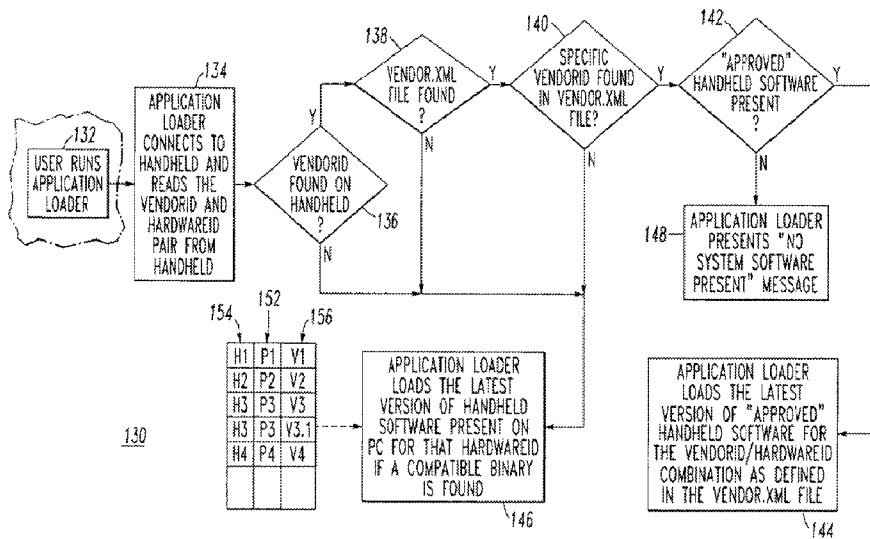 132
USER RUNS
APPLICATION
LOADER
134
APPLICATION
LOADER
CONNECTS TO
HANDHELD AND
READS THE
VENDORID AND
HARDWAREID
PAIR FROM
HANDHELD
VENDORID
FOUND ON
HANDHELD
?
136
Y
N
138
VENDOR.XML
FILE FOUND
?
Y
N
140
SPECIFIC
VENDORID FOUND
IN VENDOR.XML
FILE?
Y
N
142
"APPROVED"
HANDHELD SOFTWARE
PRESENT
?
Y
N
148
APPLICATION LOADER
PRESENTS "NO
SYSTEM SOFTWARE
PRESENT" MESSAGE
154 152 156
H1 P1 V1
H2 P2 V2
H3 P3 V3
H3 P3 V3.1
H4 P4 V4
130
APPLICATION LOADER
LOADS THE LATEST
VERSION OF HANDHELD
SOFTWARE PRESENT ON
PC FOR THAT HARDWAREID
IF A COMPATIBLE BINARY
IS FOUND
146
APPLICATION LOADER
LOADS THE LATEST
VERSION OF "APPROVED"
HANDHELD SOFTWARE FOR
THE VENDORID/HARDWAREID
COMBINATION AS DEFINED
IN THE VENDOR.XML FILE
144